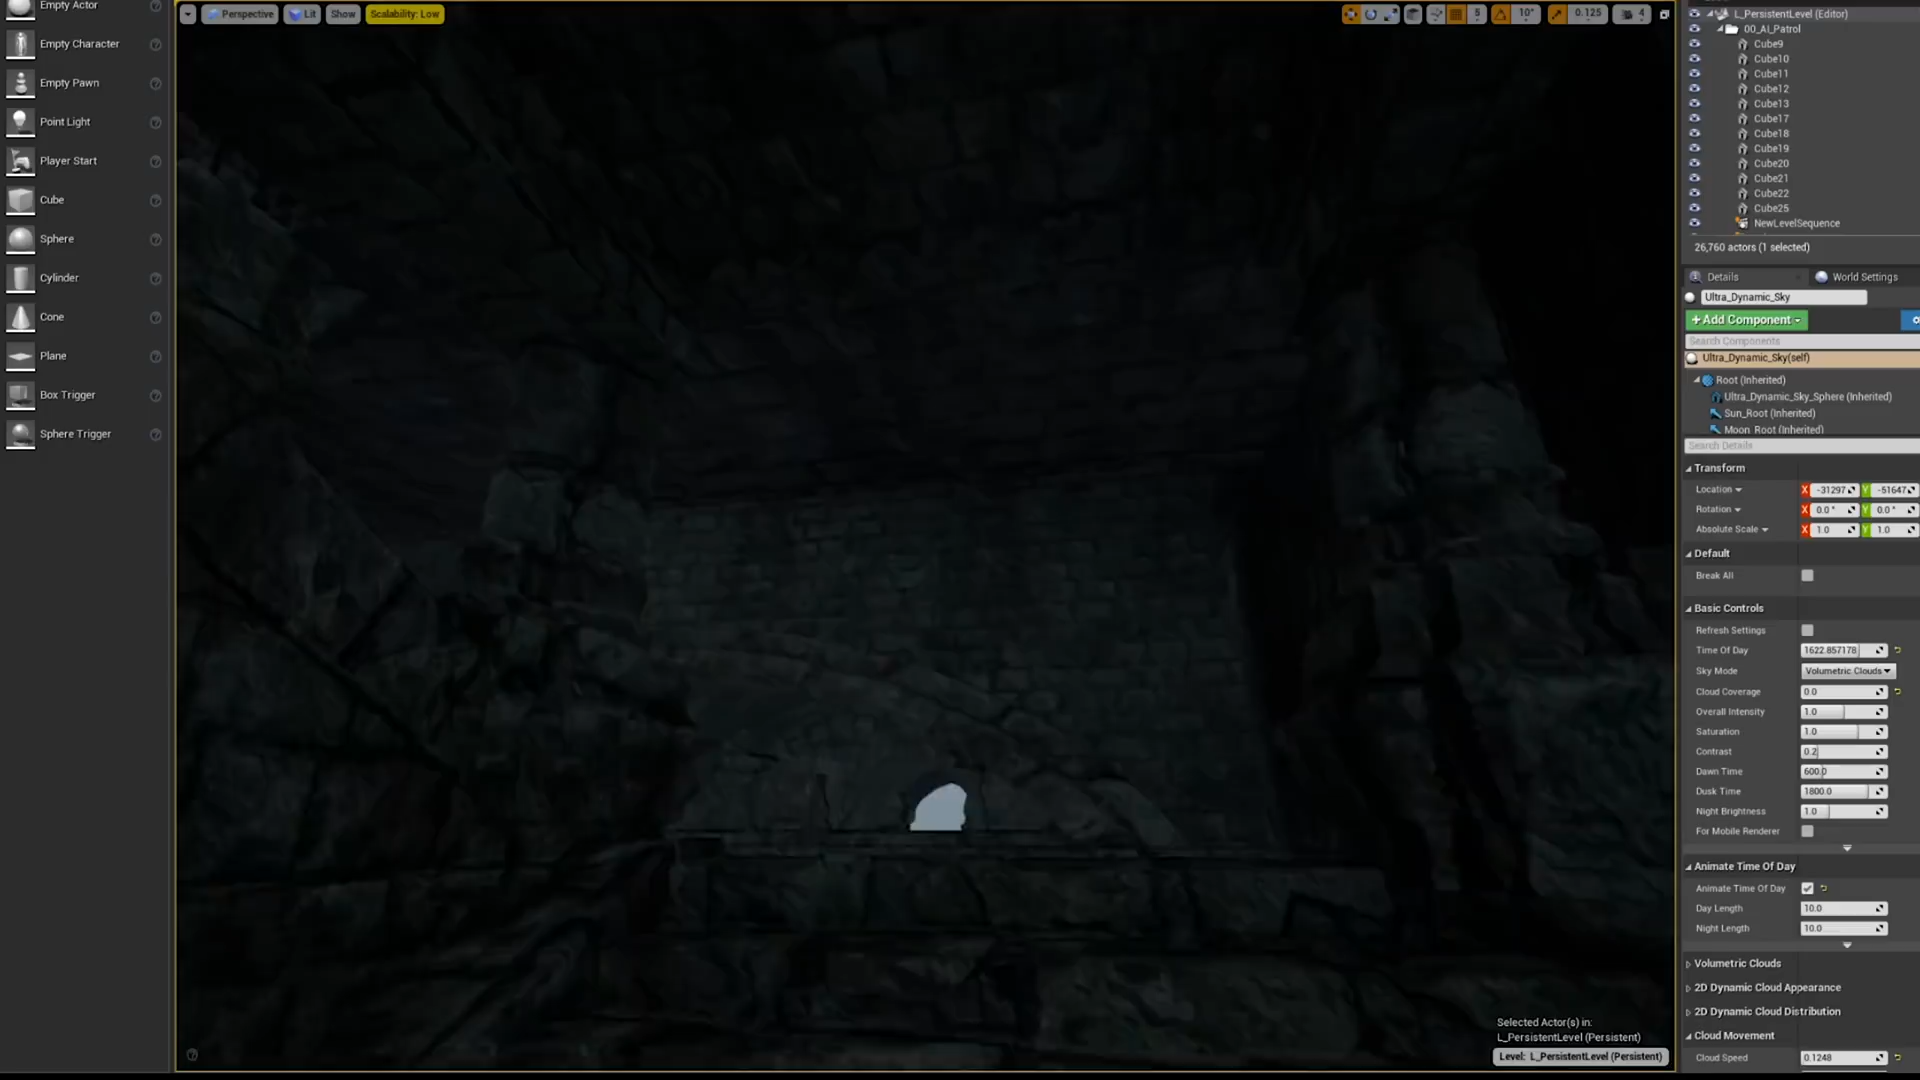 Empty Actor
Empty Character
Empty Pawn
Point Light
Player Start
Cube
Sphere
Cylinder
Cone
Plane
Box Trigger
Sphere Trigger
Perspective Lit Show Scalability: Low
5 10° 0.125 4
Selected Actor(s) in:
L_PersistentLevel (Persistent)
Level: L_PersistentLevel (Persistent)
L_PersistentLevel (Editor)
00_AI_Patrol
Cube9
Cube10
Cube11
Cube12
Cube13
Cube17
Cube18
Cube19
Cube20
Cube21
Cube22
Cube25
NewLevelSequence
26,760 actors (1 selected)
Details World Settings
Ultra_Dynamic_Sky
+Add Component
Search Components
Ultra_Dynamic_Sky(self)
Root (Inherited)
Ultra_Dynamic_Sky_Sphere (Inherited)
Sun_Root (Inherited)
Moon_Root (Inherited)
Search Details
Transform
Location X -31297 Y -51647
Rotation X 0.0° Y 0.0°
Absolute Scale X 1.0 Y 1.0
Default
Break All
Basic Controls
Refresh Settings
Time Of Day 1622.857178
Sky Mode Volumetric Clouds
Cloud Coverage 0.0
Overall Intensity 1.0
Saturation 1.0
Contrast 0.2
Dawn Time 600.0
Dusk Time 1800.0
Night Brightness 1.0
For Mobile Renderer
Animate Time Of Day
Animate Time Of Day
Day Length 10.0
Night Length 10.0
Volumetric Clouds
2D Dynamic Cloud Appearance
2D Dynamic Cloud Distribution
Cloud Movement
Cloud Speed 0.1248